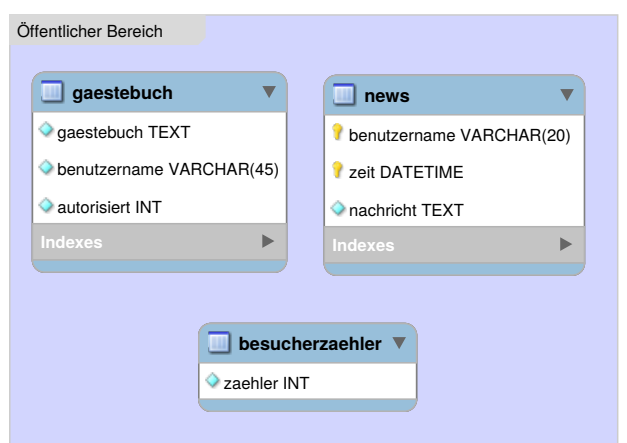 Öffentlicher Bereich
gaestebuch
gaestebuch TEXT
benutzername VARCHAR(45)
autorisiert INT
Indexes
news
benutzername VARCHAR(20)
zeit DATETIME
nachricht TEXT
Indexes
besucherzaehler
zaehler INT